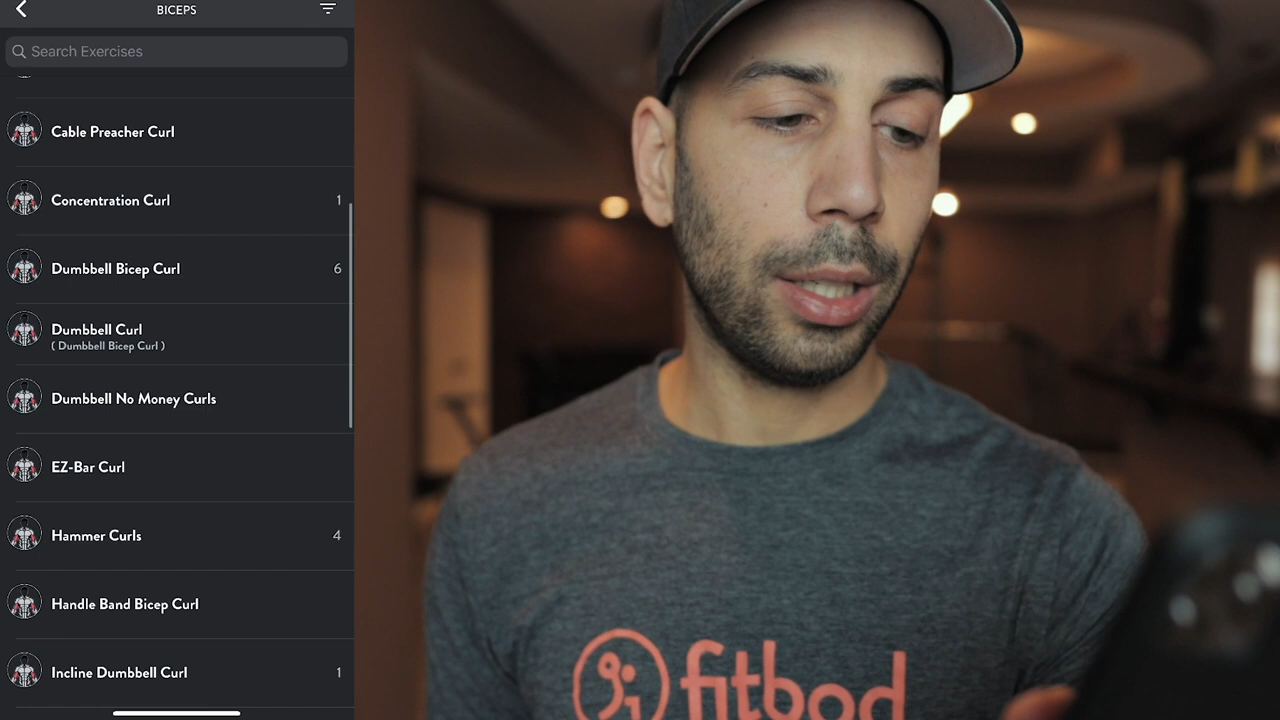 BICEPS
Search Exercises
Cable Preacher Curl
Concentration Curl 1
Dumbbell Bicep Curl 6
Dumbbell Curl
( Dumbbell Bicep Curl )
Dumbbell No Money Curls
EZ-Bar Curl
Hammer Curls 4
Handle Band Bicep Curl
Incline Dumbbell Curl 1
fitbod